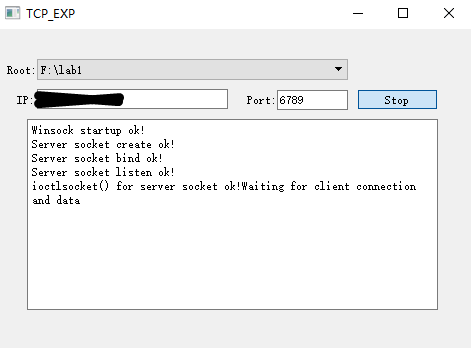 TCP_EXP
Root: F:\lab1
IP: Port: 6789 Stop
Winsock startup ok!
Server socket create ok!
Server socket bind ok!
Server socket listen ok!
ioctlsocket() for server socket ok!Waiting for client connection
and data